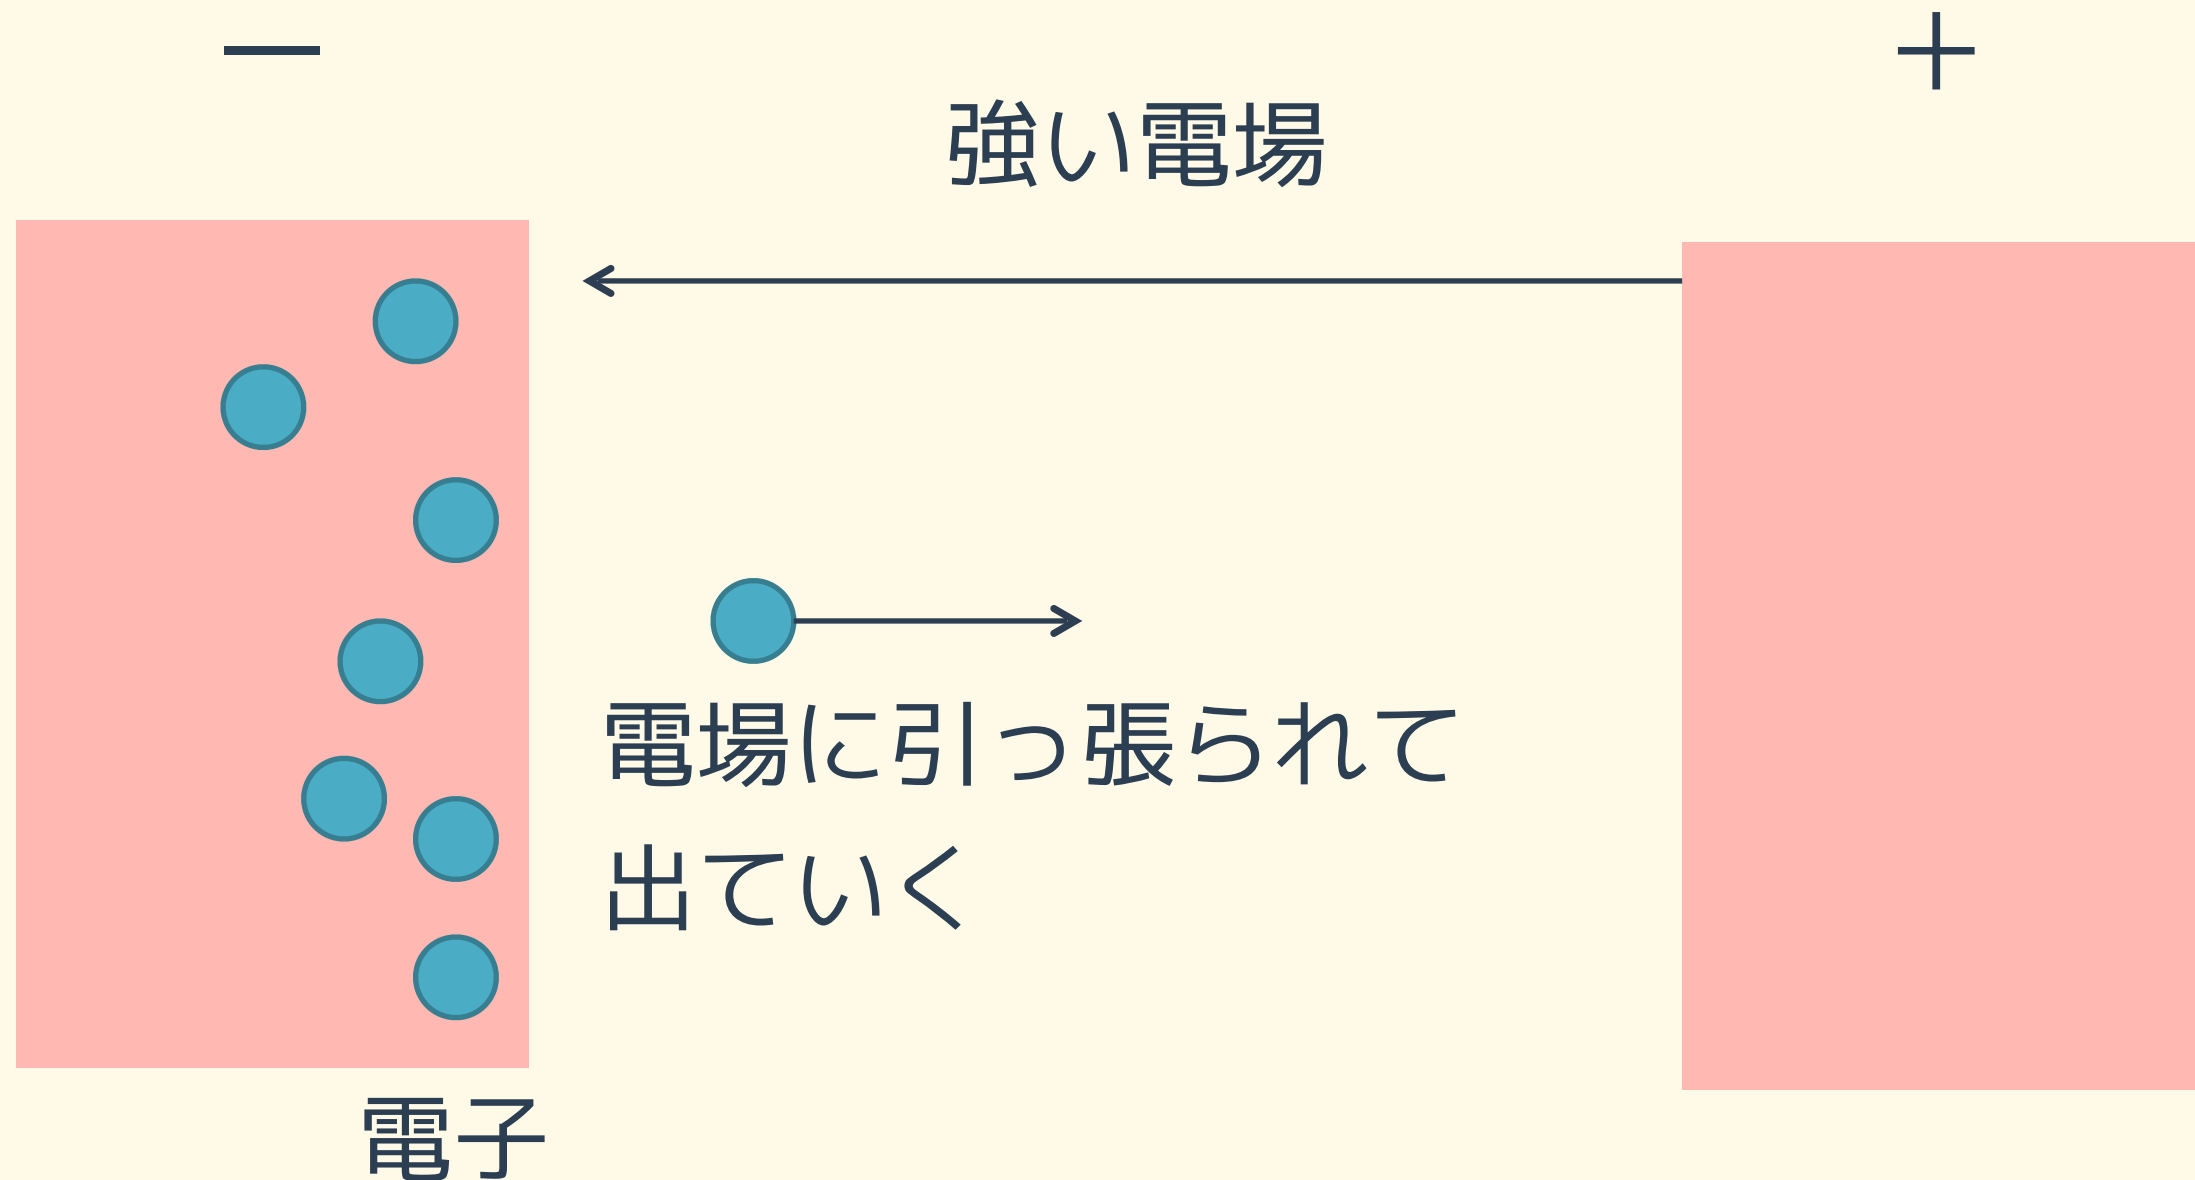 －
＋
強い電場
電場に引っ張られて
出ていく
電子